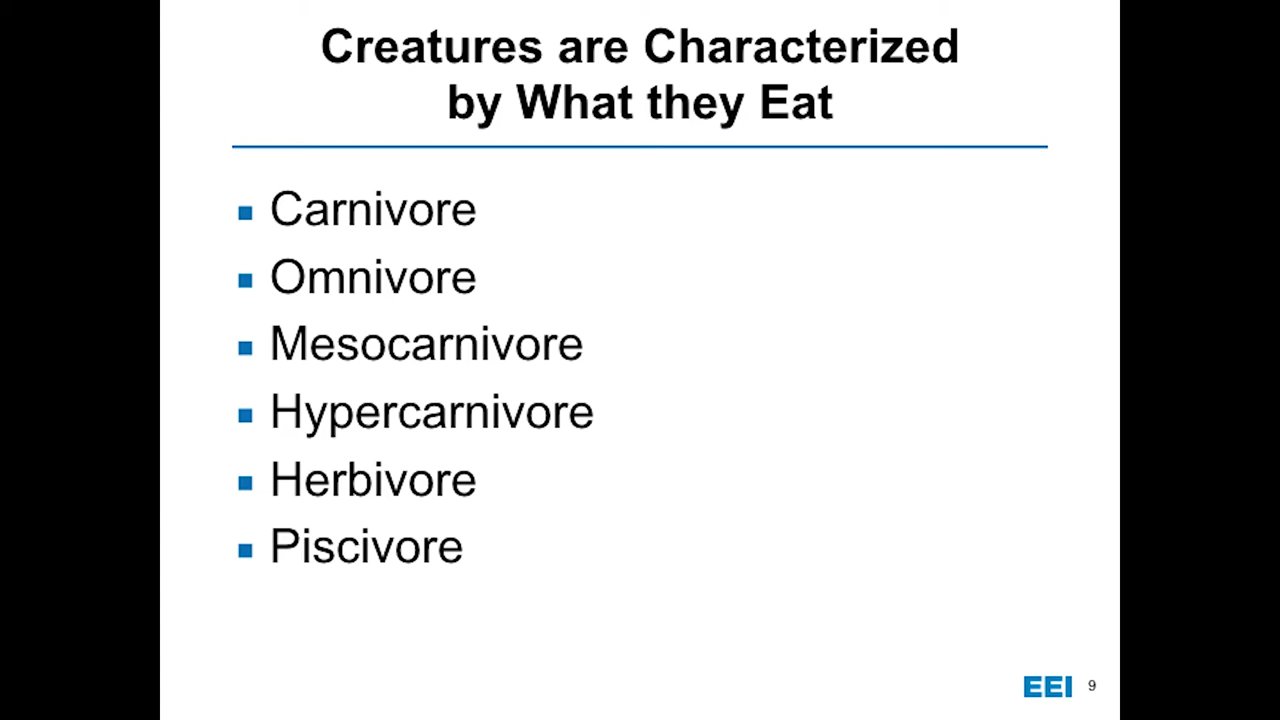 Creatures are Characterized
by What they Eat
Carnivore
Omnivore
Mesocarnivore
Hypercarnivore
Herbivore
Piscivore
EEI 9